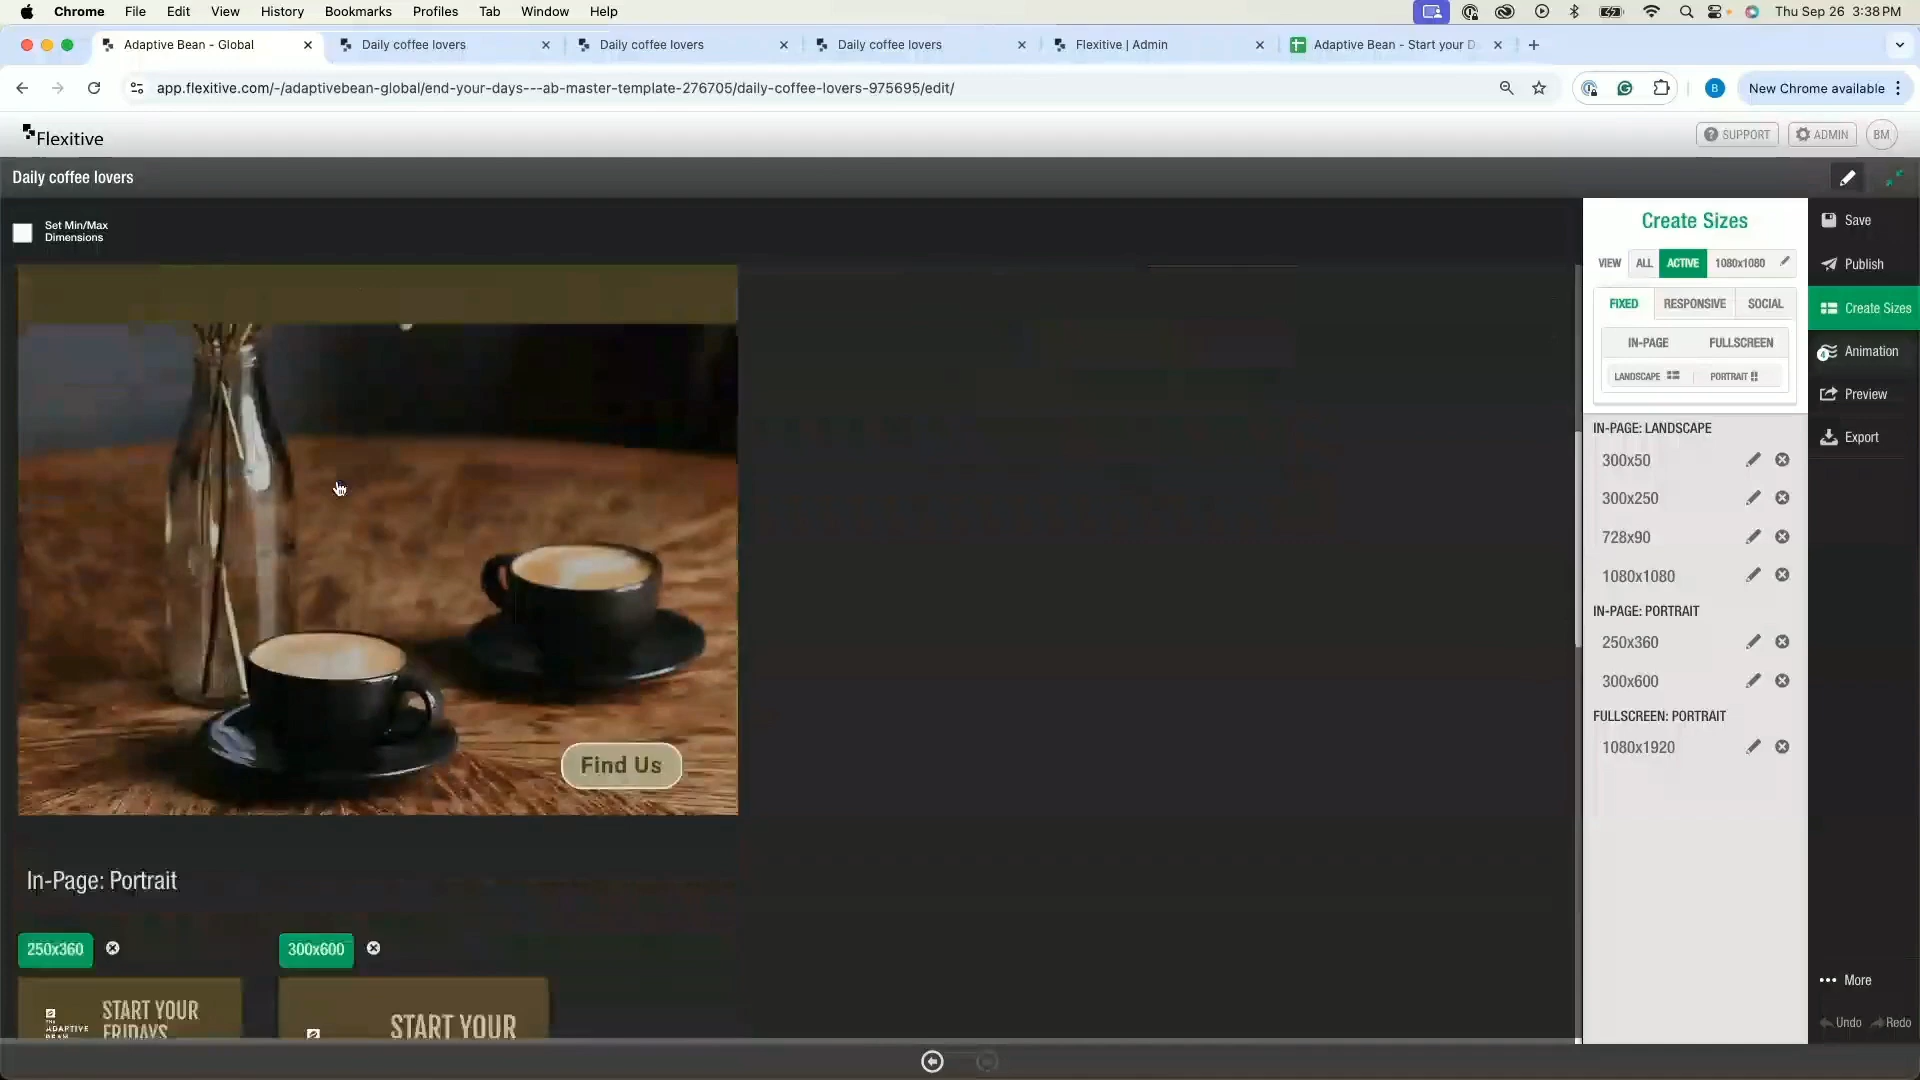 Chrome File Edit View History Bookmarks Profiles Tab Window Help Thu Sep 26 3:38 PM
Adaptive Bean - Global Daily coffee lovers Daily coffee lovers Daily coffee lovers Flexitive | Admin Adaptive Bean - Start your D
app.flexitive.com/-/adaptivebean-global/end-your-days---ab-master-template-276705/daily-coffee-lovers-975695/edit/ B New Chrome available
Flexitive SUPPORT ADMIN BM
Daily coffee lovers
Set Min/Max
Dimensions
Find Us
In-Page: Portrait
250x360 300x600
THE
ADAPTIVE
BEAN
START YOUR
FRIDAYS
START YOUR
Create Sizes
VIEW ALL ACTIVE 1080x1080
FIXED RESPONSIVE SOCIAL
IN-PAGE FULLSCREEN
LANDSCAPE PORTRAIT
IN-PAGE: LANDSCAPE
300x50
300x250
728x90
1080x1080
IN-PAGE: PORTRAIT
250x360
300x600
FULLSCREEN: PORTRAIT
1080x1920
Save
Publish
Create Sizes
4 Animation
Preview
Export
More
Undo Redo